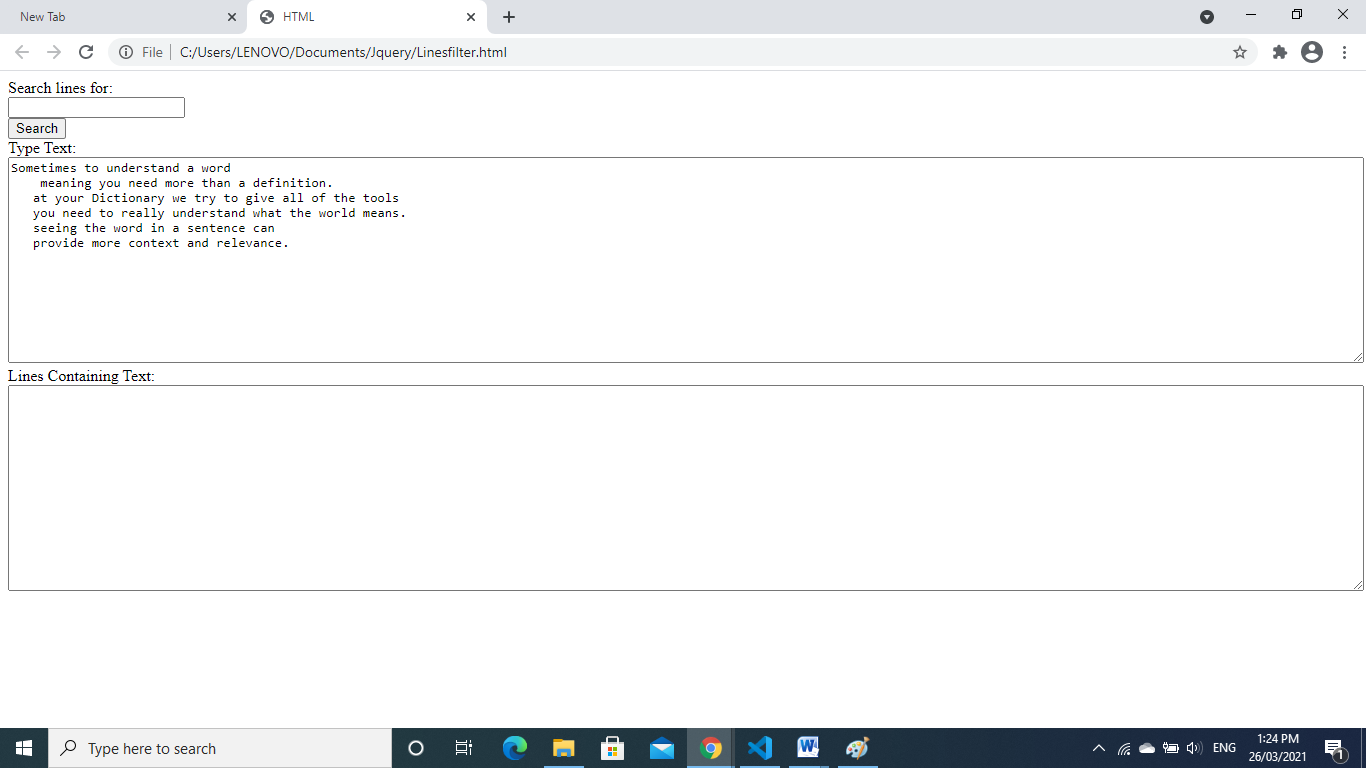 New Tab
HTML
File
C:/Users/LENOVO/Documents/Jquery/Linesfilter.html
Search lines for:
Search
Type Text:
Sometimes to understand a word
meaning you need more than a definition.
at your Dictionary we try to give all of the tools
you need to really understand what the world means.
seeing the word in a sentence can
provide more context and relevance.
Lines Containing Text:
Type here to search
ENG
1:24 PM
26/03/2021
1